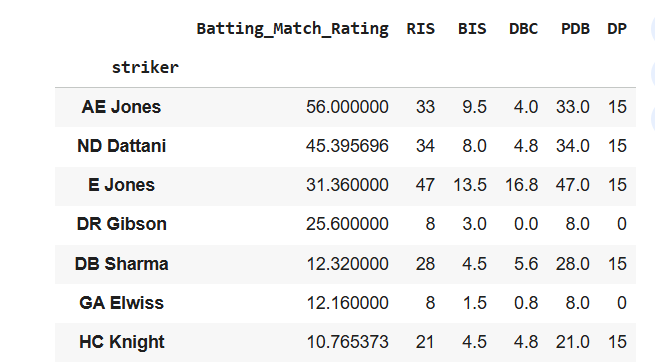 Batting_Match_Rating RIS BIS DBC PDB DP
striker
AE Jones 56.000000 33 9.5 4.0 33.0 15
ND Dattani 45.395696 34 8.0 4.8 34.0 15
E Jones 31.360000 47 13.5 16.8 47.0 15
DR Gibson 25.600000 8 3.0 0.0 8.0 0
DB Sharma 12.320000 28 4.5 5.6 28.0 15
GA Elwiss 12.160000 8 1.5 0.8 8.0 0
HC Knight 10.765373 21 4.5 4.8 21.0 15